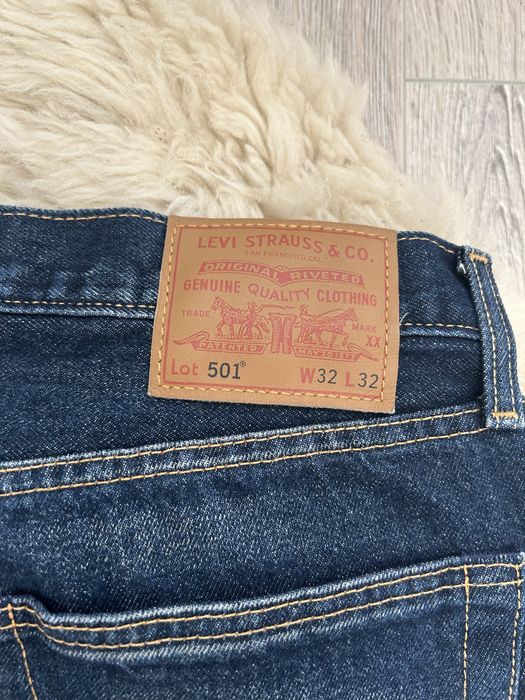 LEVI STRAUSS & CO.
SAN FRANCISCO, CAL.
ORIGINAL RIVETED
GENUINE QUALITY CLOTHING
TRADE MARK
XX
PATENTED MAY 20 1873
Lot 501® W32 L32